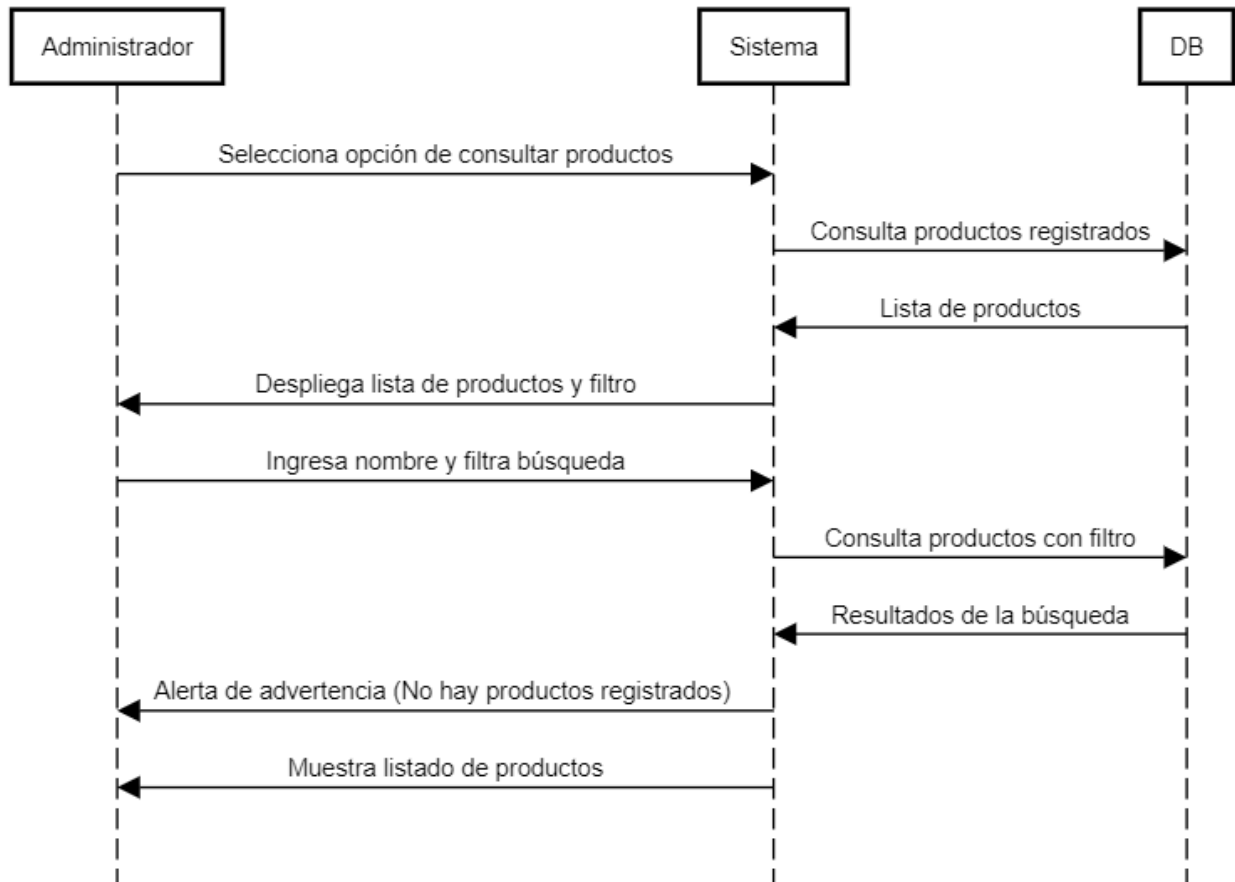 Administrador
Sistema
DB
Selecciona opción de consultar productos
Consulta productos registrados
Lista de productos
Despliega lista de productos y filtro
Ingresa nombre y filtra búsqueda
Consulta productos con filtro
Resultados de la búsqueda
Alerta de advertencia (No hay productos registrados)
Muestra listado de productos